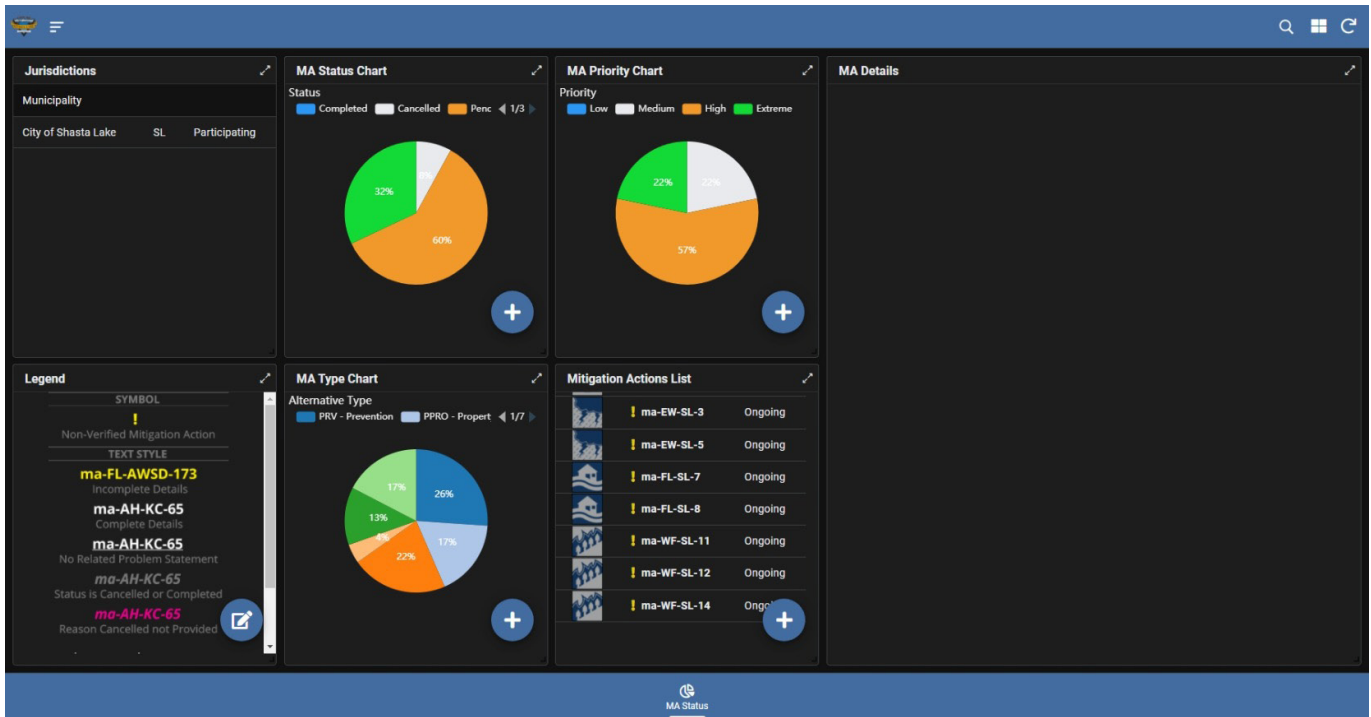 Jurisdictions
Municipality
City of Shasta Lake SL Participating
MA Status Chart
Status
Completed Cancelled Penc 1/3
32%
60%
MA Priority Chart
Priority
Low Medium High Extreme
22% 22%
57%
MA Details
Legend
SYMBOL
!
Non-Verified Mitigation Action
TEXT STYLE
ma-FL-AWSD-173
Incomplete Details
ma-AH-KC-65
Complete Details
ma-AH-KC-65
No Related Problem Statement
ma-AH-KC-65
Status is Cancelled or Completed
ma-AH-KC-65
Reason Cancelled not Provided
MA Type Chart
Alternative Type
PRV - Prevention PPRO - Propert 1/7
17% 26%
13%
4% 17%
22%
Mitigation Actions List
! ma-EW-SL-3 Ongoing
! ma-EW-SL-5 Ongoing
! ma-FL-SL-7 Ongoing
! ma-FL-SL-8 Ongoing
! ma-WF-SL-11 Ongoing
! ma-WF-SL-12 Ongoing
! ma-WF-SL-14 Ongo
MA Status